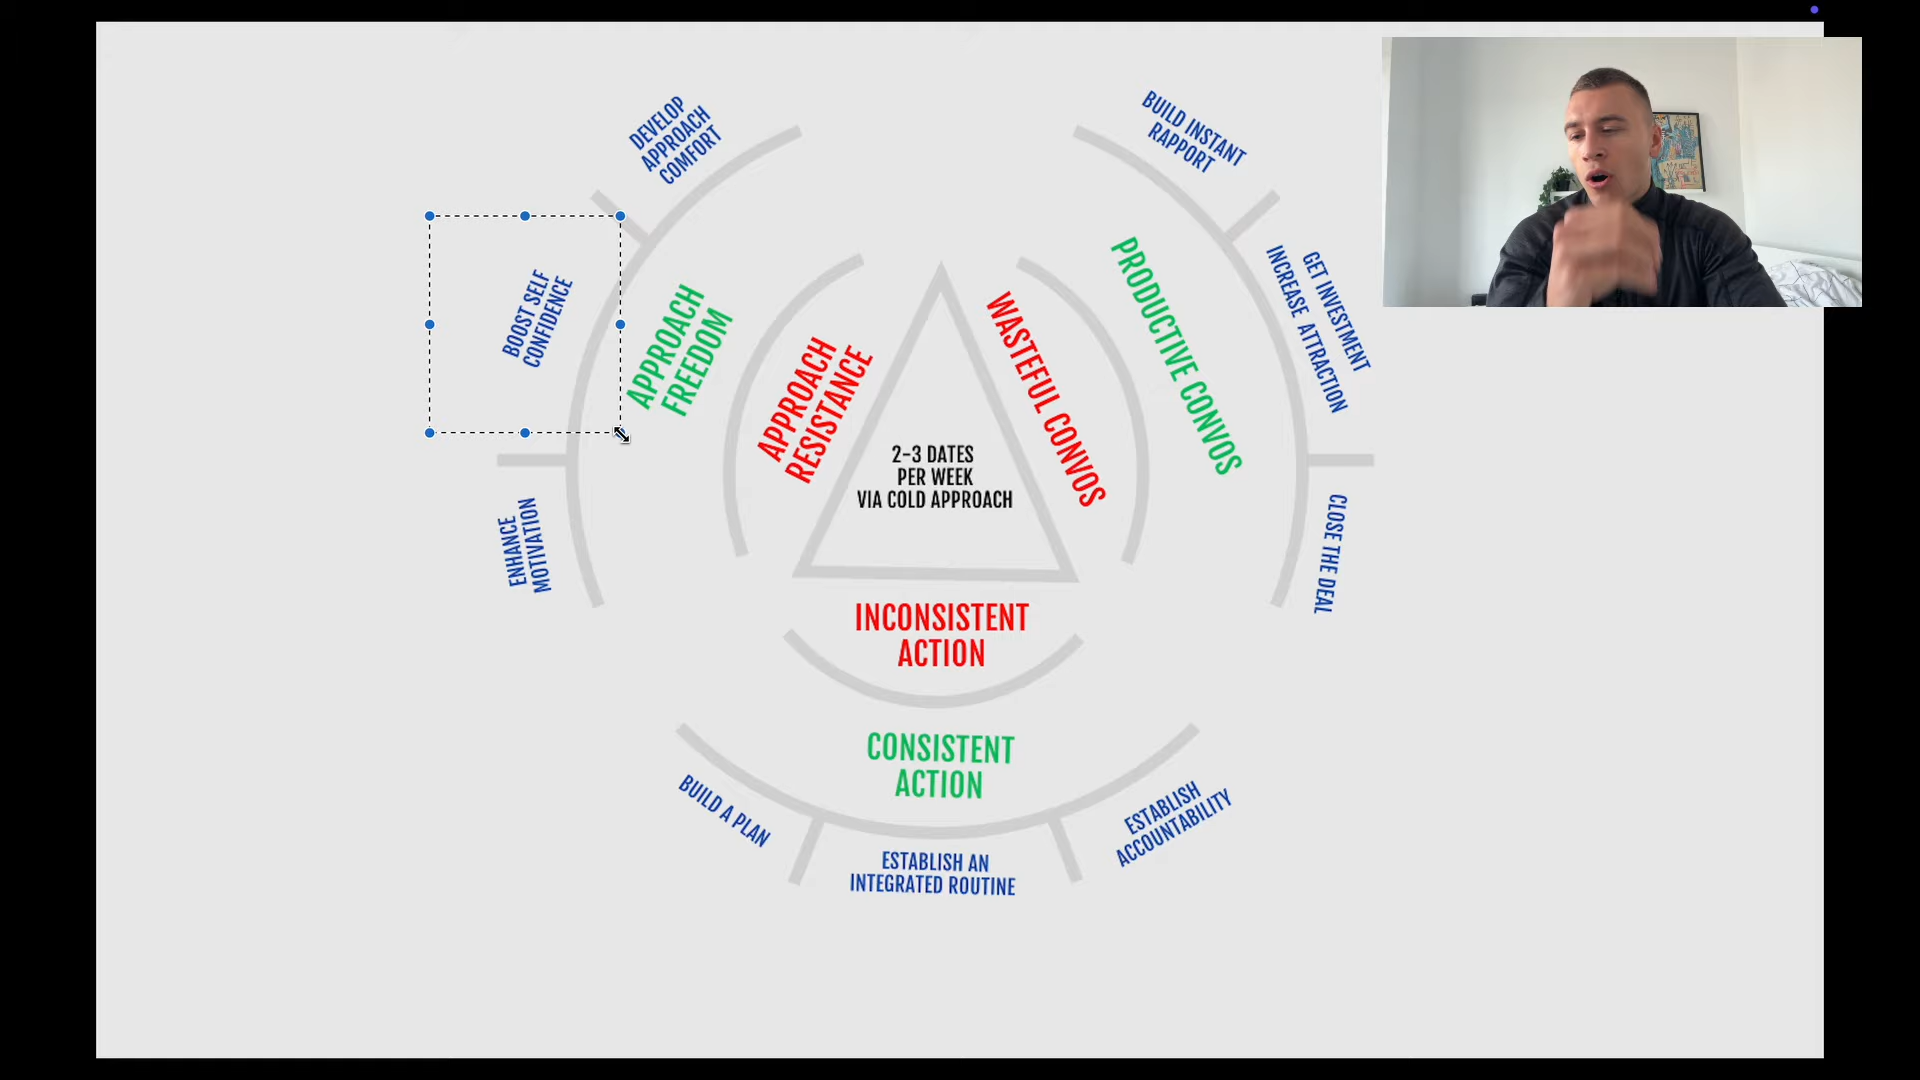 DEVELOP
APPROACH
COMFORT
BOOST SELF
CONFIDENCE
ENHANCE
MOTIVATION
APPROACH
FREEDOM
APPROACH
RESISTANCE
2-3 DATES
PER WEEK
VIA COLD APPROACH
WASTEFUL CONVOS
PRODUCTIVE CONVOS
BUILD INSTANT
RAPPORT
GET INVESTMENT
INCREASE ATTRACTION
CLOSE THE DEAL
INCONSISTENT
ACTION
CONSISTENT
ACTION
BUILD A PLAN
ESTABLISH AN
INTEGRATED ROUTINE
ESTABLISH
ACCOUNTABILITY